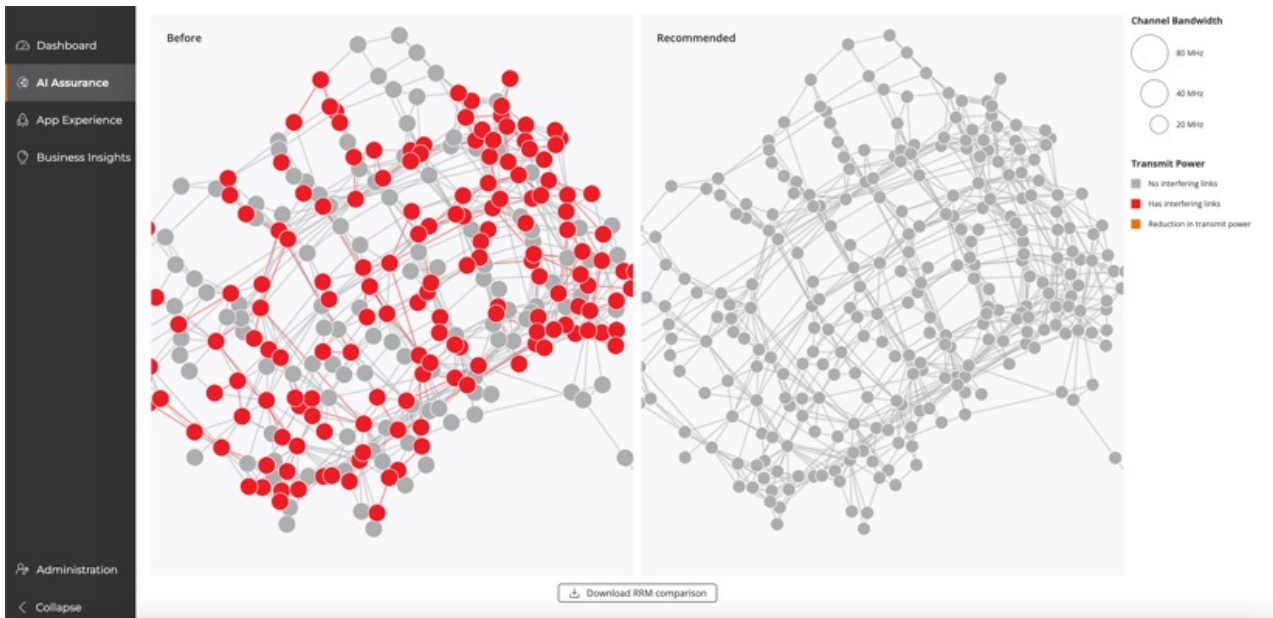 Dashboard
AI Assurance
App Experience
Business Insights
Administration
Collapse
Before
Recommended
Download RRM comparison
Channel Bandwidth
80 MHz
40 MHz
20 MHz
Transmit Power
No interfering links
Has interfering links
Reduction in transmit power